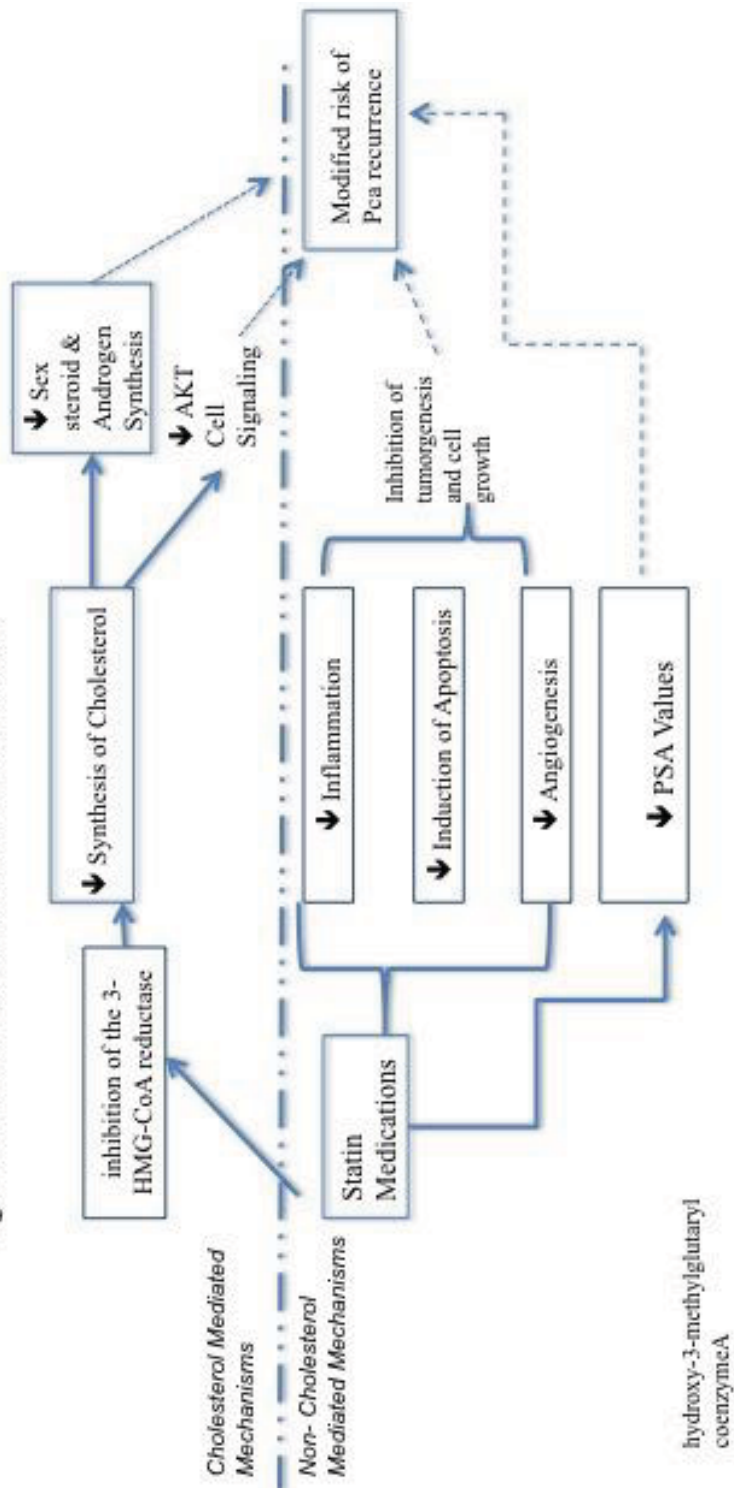 Cholesterol Mediated
Mechanisms
inhibition of the 3-
HMG-CoA reductase
🡻 Synthesis of Cholesterol
🡻 Sex
steroid &
Androgen
Synthesis
🡻 AKT
Cell
Signaling
Non- Cholesterol
Mediated Mechanisms
Statin
Medications
🡻 Inflammation
🡻 Induction of Apoptosis
🡻 Angiogenesis
🡻 PSA Values
Inhibition of
tumorgenesis
and cell
growth
Modified risk of
Pca recurrence
hydroxy-3-methylglutaryl
coenzymeA